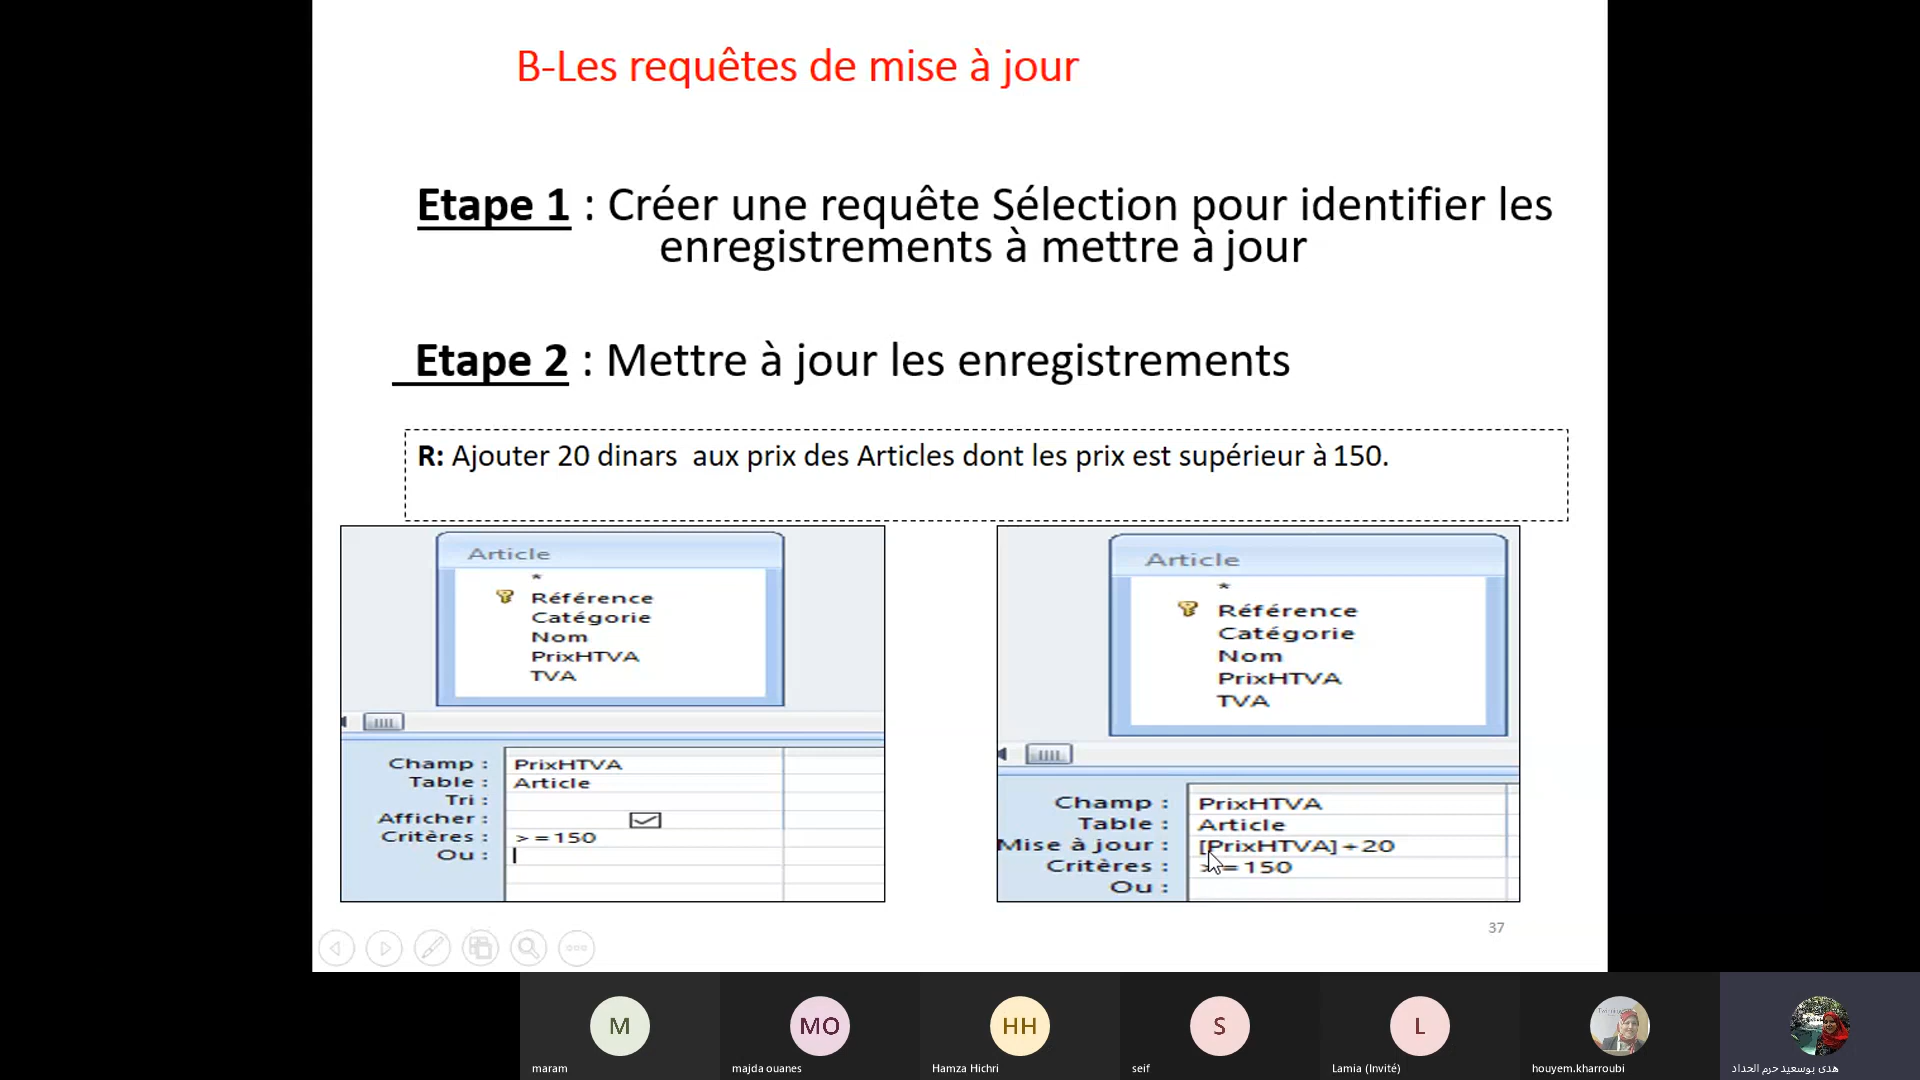 B-Les requêtes de mise à jour
Etape 1 : Créer une requête Sélection pour identifier les
enregistrements à mettre à jour
Etape 2 : Mettre à jour les enregistrements
R: Ajouter 20 dinars aux prix des Articles dont les prix est supérieur à 150.
Article
*
Référence
Catégorie
Nom
PrixHTVA
TVA
Champ : PrixHTVA
Table : Article
Tri :
Afficher :
Critères : >=150
Ou :
Article
*
Référence
Catégorie
Nom
PrixHTVA
TVA
Champ : PrixHTVA
Table : Article
Mise à jour : [PrixHTVA]+20
Critères : >=150
Ou :
37
M
maram
MO
majda ouanes
HH
Hamza Hichri
S
seif
L
Lamia (Invité)
houyem.kharroubi
هدى بوسعيد حرم الحداد